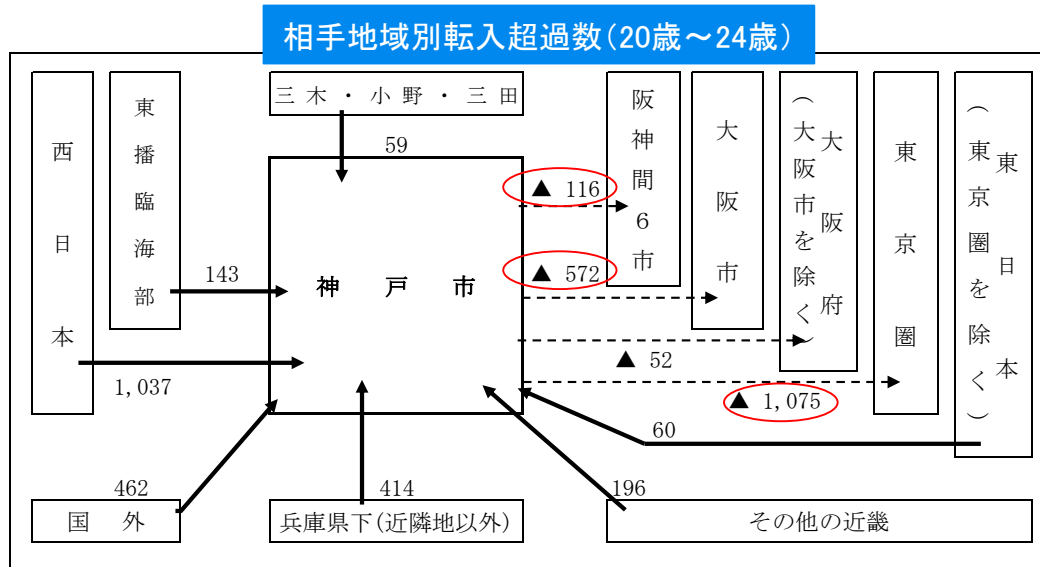 相手地域別転入超過数(20歳～24歳)
西日本
東播臨海部
三木・小野・三田
阪神間6市
大阪市
大阪府
(大阪市を除く)
東京圏
東日本
(東京圏を除く)
59
▲ 116
▲ 572
143
神戸市
▲ 52
1,037
▲ 1,075
60
462
414
196
国外
兵庫県下(近隣地以外)
その他の近畿